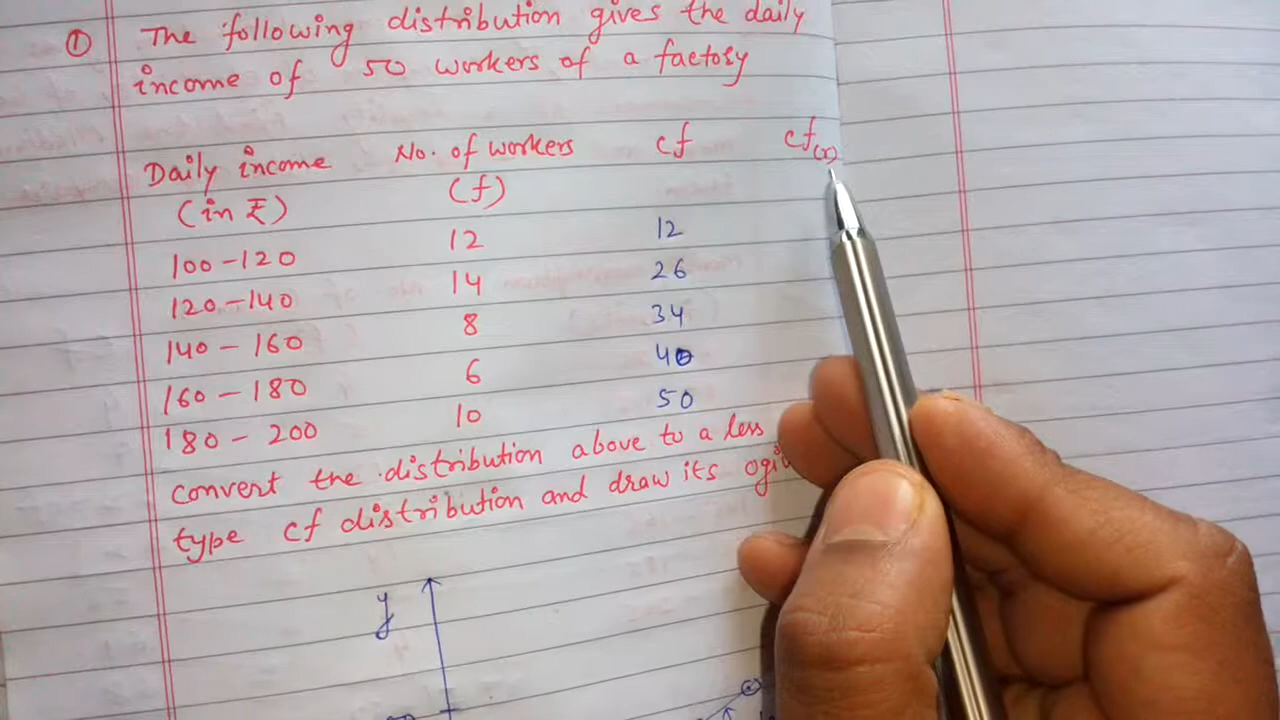 ① The following distribution gives the daily
income of 50 workers of a factory
Daily income No. of workers cf cf(r)
(in ₹) (f)
100-120 12 12
120-140 14 26
140-160 8 34
160-180 6 40
180-200 10 50
convert the distribution above to a less
type cf distribution and draw its
y